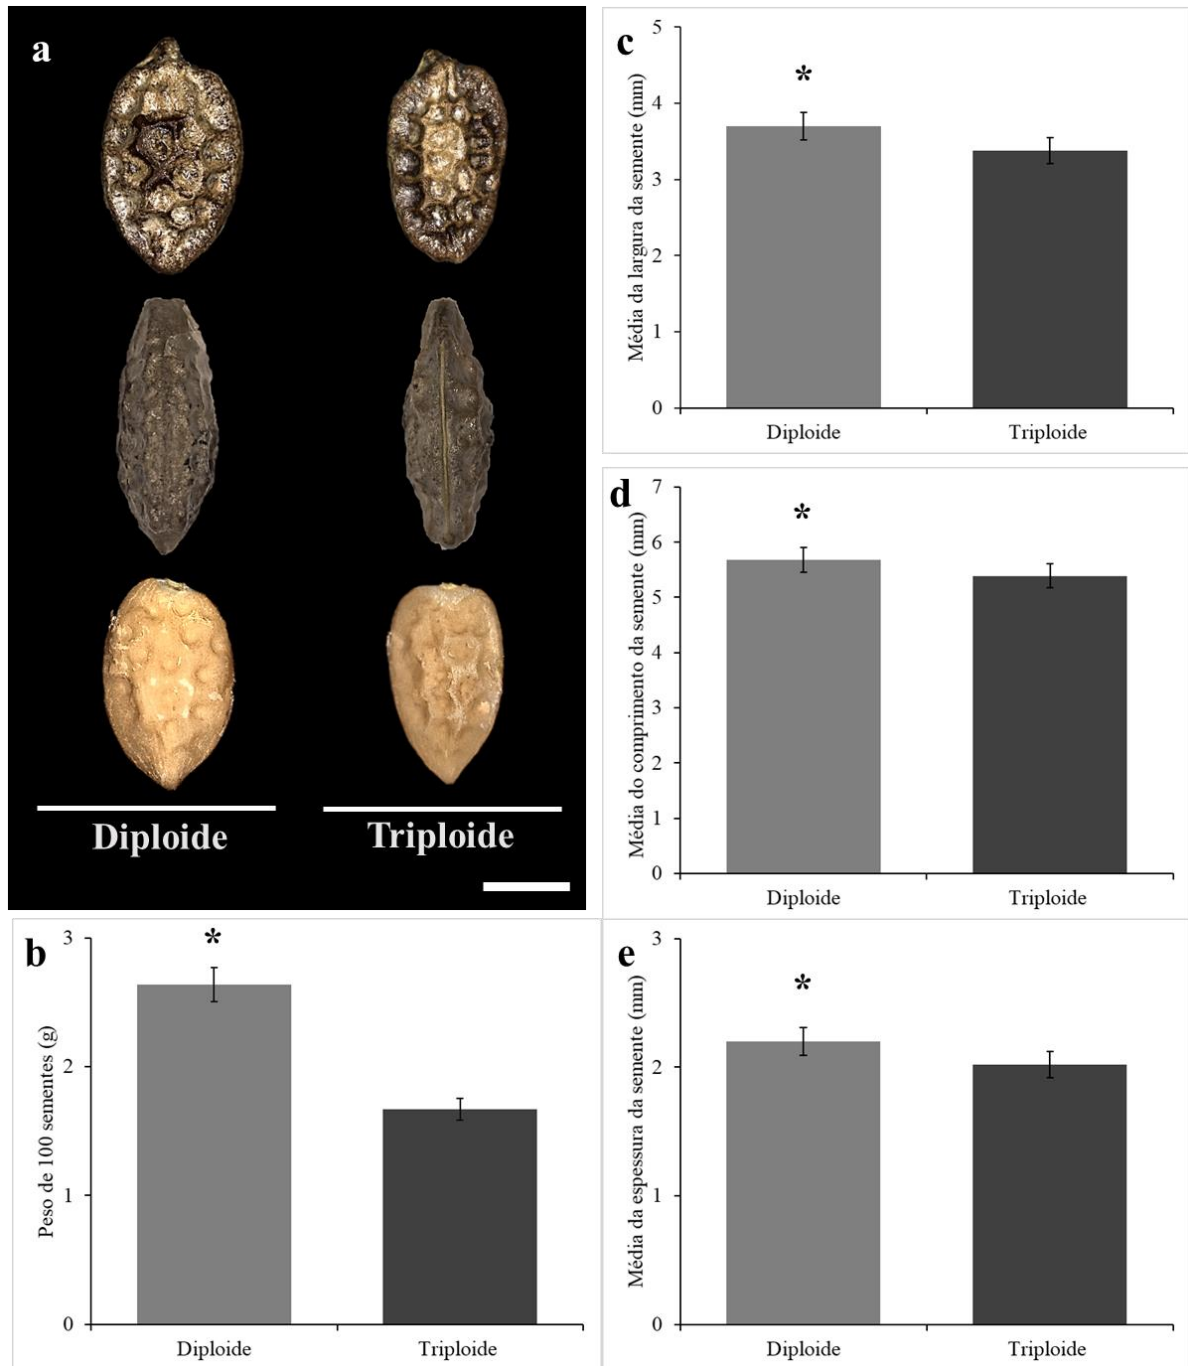 a
Diploide
Triploide
b
*
Peso de 100 sementes (g)
3
2
1
0
Diploide
Triploide
c
*
Média da largura da semente (mm)
5
4
3
2
1
0
Diploide
Triploide
d
*
Média do comprimento da semente (mm)
7
6
5
4
3
2
1
0
Diploide
Triploide
e
*
Média da espessura da semente (mm)
3
2
1
0
Diploide
Triploide